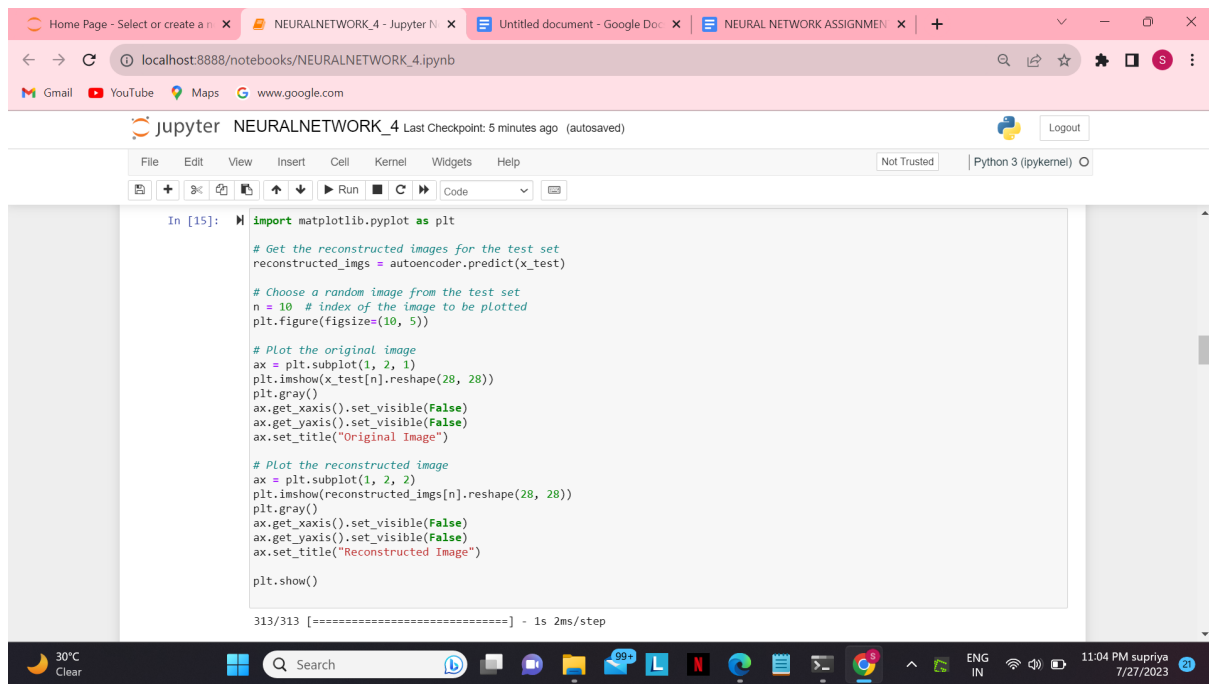 Home Page - Select or create a n
NEURALNETWORK_4 - Jupyter N
Untitled document - Google Doc
NEURAL NETWORK ASSIGNMEN
localhost:8888/notebooks/NEURALNETWORK_4.ipynb
S
Gmail YouTube Maps G www.google.com
jupyter NEURALNETWORK_4 Last Checkpoint: 5 minutes ago (autosaved)
Logout
File Edit View Insert Cell Kernel Widgets Help
Not Trusted Python 3 (ipykernel)
Run Code
In [15]: import matplotlib.pyplot as plt
# Get the reconstructed images for the test set
reconstructed_imgs = autoencoder.predict(x_test)
# Choose a random image from the test set
n = 10  # index of the image to be plotted
plt.figure(figsize=(10, 5))
# Plot the original image
ax = plt.subplot(1, 2, 1)
plt.imshow(x_test[n].reshape(28, 28))
plt.gray()
ax.get_xaxis().set_visible(False)
ax.get_yaxis().set_visible(False)
ax.set_title("Original Image")
# Plot the reconstructed image
ax = plt.subplot(1, 2, 2)
plt.imshow(reconstructed_imgs[n].reshape(28, 28))
plt.gray()
ax.get_xaxis().set_visible(False)
ax.get_yaxis().set_visible(False)
ax.set_title("Reconstructed Image")
plt.show()
313/313 [==============================] - 1s 2ms/step
30°C
Clear
Search
b
99+
L
N
S
ENG
IN
11:04 PM supriya
7/27/2023
21